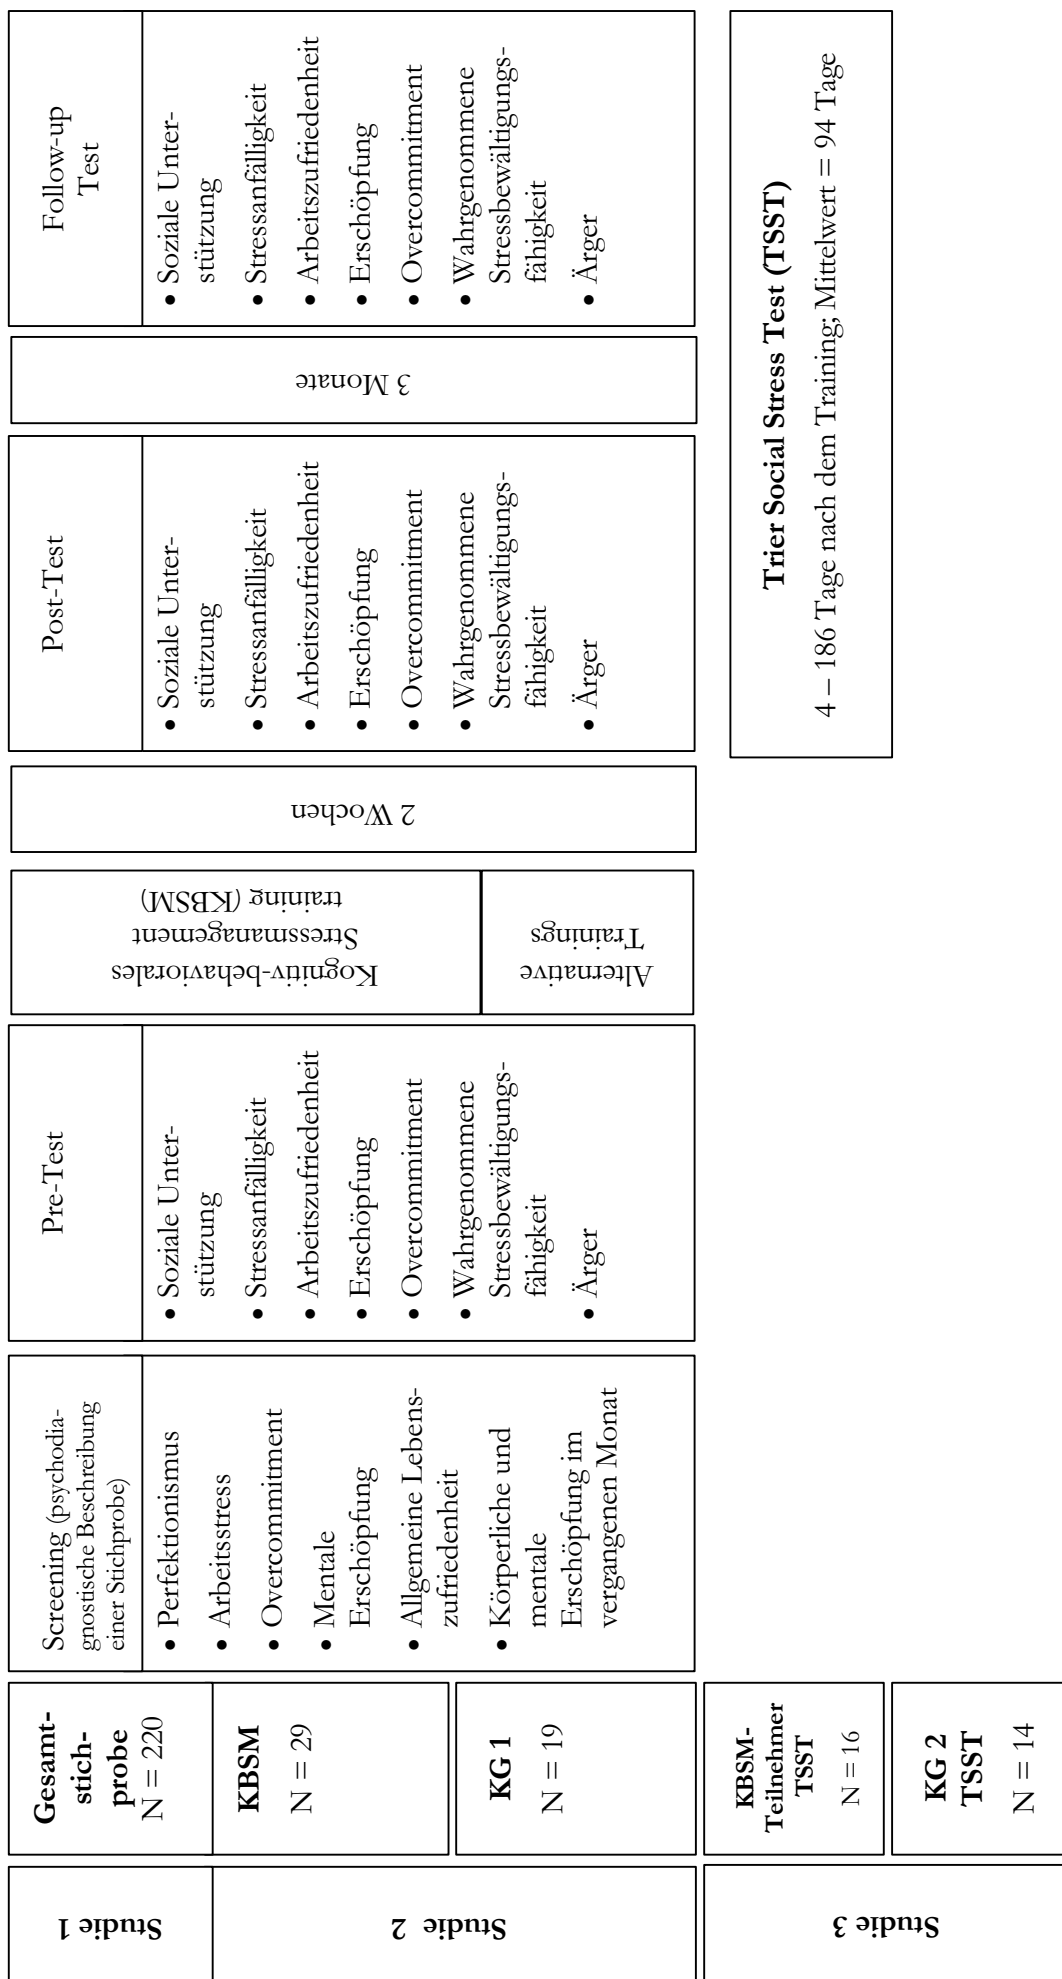 Studie 1
Gesamt-
stich-
probe
N = 220
Studie 2
KBSM
N = 29
KG 1
N = 19
Studie 3
KBSM-
Teilnehmer
TSST
N = 16
KG 2
TSST
N = 14
Screening (psychodia-
gnostische Beschreibung
einer Stichprobe)
• Perfektionismus
• Arbeitsstress
• Overcommitment
• Mentale
Erschöpfung
• Allgemeine Lebens-
zufriedenheit
• Körperliche und
mentale
Erschöpfung im
vergangenen Monat
Pre-Test
• Soziale Unter-
stützung
• Stressanfälligkeit
• Arbeitszufriedenheit
• Erschöpfung
• Overcommitment
• Wahrgenommene
Stressbewältigungs-
fähigkeit
• Ärger
Kognitiv-behaviorales
Stressmanagement
training (KBSM)
Alternative
Trainings
2 Wochen
Post-Test
• Soziale Unter-
stützung
• Stressanfälligkeit
• Arbeitszufriedenheit
• Erschöpfung
• Overcommitment
• Wahrgenommene
Stressbewältigungs-
fähigkeit
• Ärger
3 Monate
Follow-up
Test
• Soziale Unter-
stützung
• Stressanfälligkeit
• Arbeitszufriedenheit
• Erschöpfung
• Overcommitment
• Wahrgenommene
Stressbewältigungs-
fähigkeit
• Ärger
Trier Social Stress Test (TSST)
4 – 186 Tage nach dem Training; Mittelwert = 94 Tage